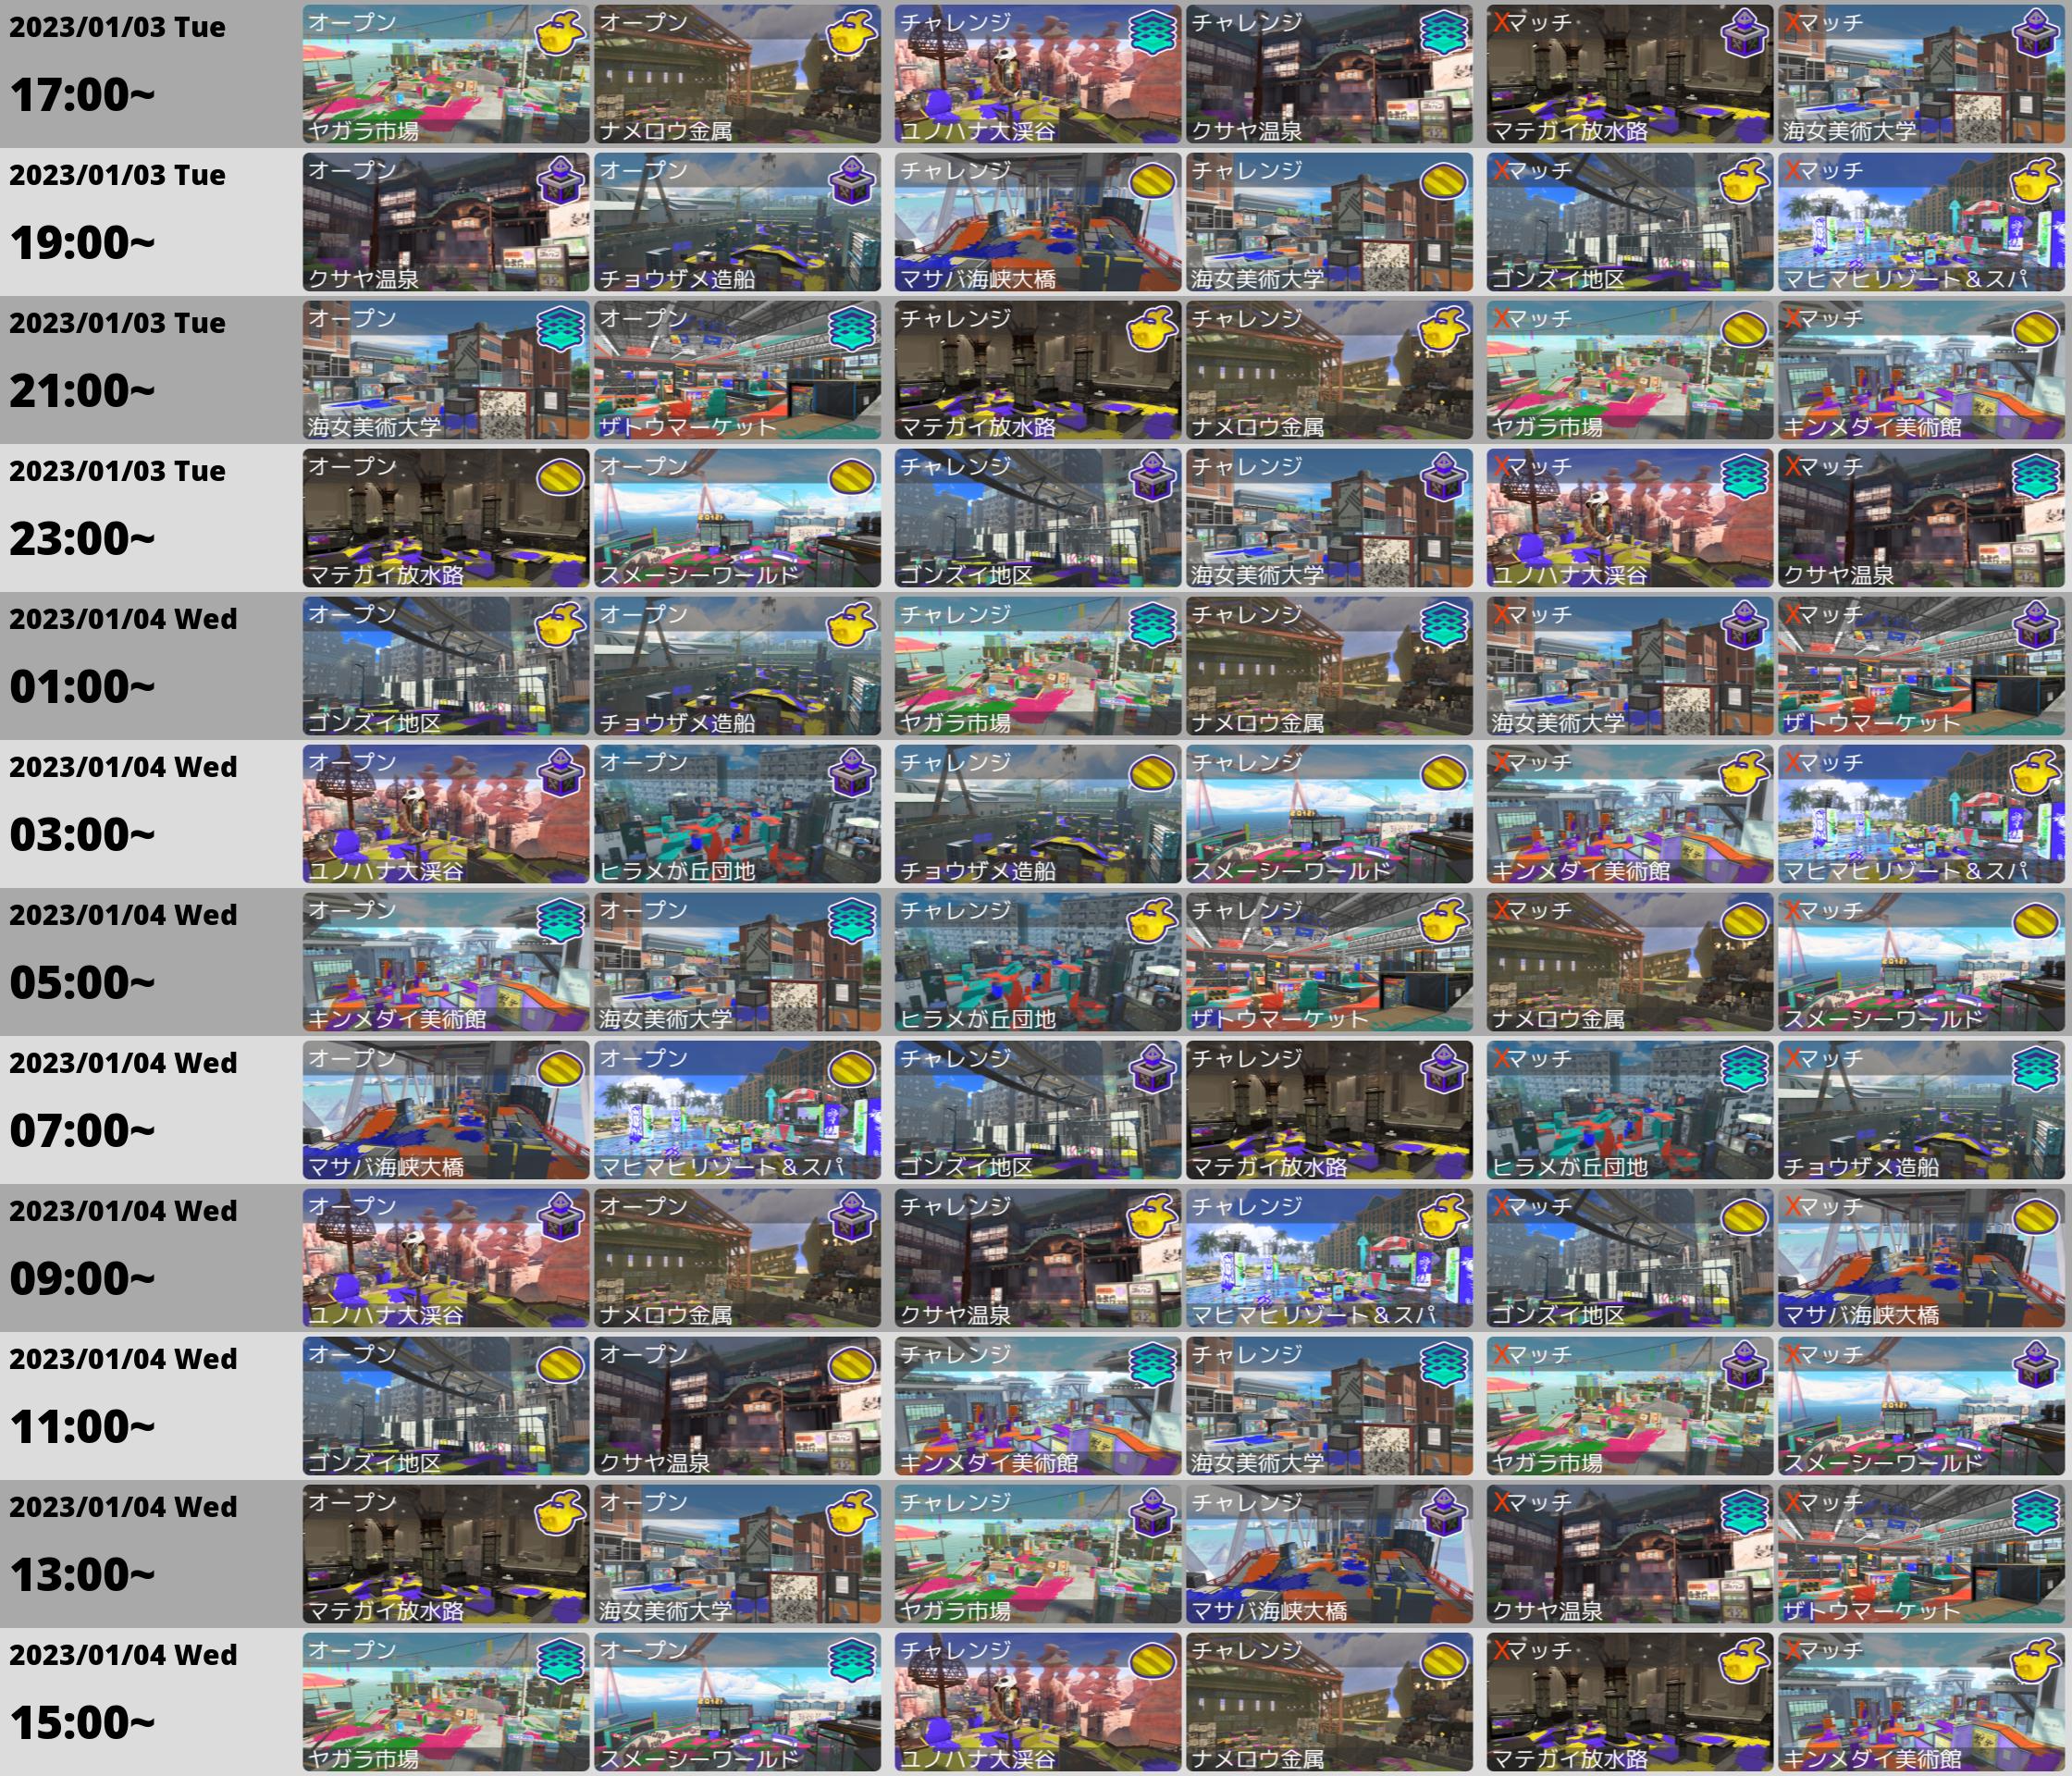 2023/01/03 Tue
17:00~
オープン オープン チャレンジ チャレンジ Xマッチ Xマッチ
ヤガラ市場 ナメロウ金属 ユノハナ大渓谷 クサヤ温泉 マテガイ放水路 海女美術大学
2023/01/03 Tue
19:00~
オープン オープン チャレンジ チャレンジ Xマッチ Xマッチ
クサヤ温泉 チョウザメ造船 マサバ海峡大橋 海女美術大学 ゴンズイ地区 マヒマヒリゾート＆スパ
2023/01/03 Tue
21:00~
オープン オープン チャレンジ チャレンジ Xマッチ Xマッチ
海女美術大学 ザトウマーケット マテガイ放水路 ナメロウ金属 ヤガラ市場 キンメダイ美術館
2023/01/03 Tue
23:00~
オープン オープン チャレンジ チャレンジ Xマッチ Xマッチ
マテガイ放水路 スメーシーワールド ゴンズイ地区 海女美術大学 ユノハナ大渓谷 クサヤ温泉
2023/01/04 Wed
01:00~
オープン オープン チャレンジ チャレンジ Xマッチ Xマッチ
ゴンズイ地区 チョウザメ造船 ヤガラ市場 ナメロウ金属 海女美術大学 ザトウマーケット
2023/01/04 Wed
03:00~
オープン オープン チャレンジ チャレンジ Xマッチ Xマッチ
ユノハナ大渓谷 ヒラメが丘団地 チョウザメ造船 スメーシーワールド キンメダイ美術館 マヒマヒリゾート＆スパ
2023/01/04 Wed
05:00~
オープン オープン チャレンジ チャレンジ Xマッチ Xマッチ
キンメダイ美術館 海女美術大学 ヒラメが丘団地 ザトウマーケット ナメロウ金属 スメーシーワールド
2023/01/04 Wed
07:00~
オープン オープン チャレンジ チャレンジ Xマッチ Xマッチ
マサバ海峡大橋 マヒマヒリゾート＆スパ ゴンズイ地区 マテガイ放水路 ヒラメが丘団地 チョウザメ造船
2023/01/04 Wed
09:00~
オープン オープン チャレンジ チャレンジ Xマッチ Xマッチ
ユノハナ大渓谷 ナメロウ金属 クサヤ温泉 マヒマヒリゾート＆スパ ゴンズイ地区 マサバ海峡大橋
2023/01/04 Wed
11:00~
オープン オープン チャレンジ チャレンジ Xマッチ Xマッチ
ゴンズイ地区 クサヤ温泉 キンメダイ美術館 海女美術大学 ヤガラ市場 スメーシーワールド
2023/01/04 Wed
13:00~
オープン オープン チャレンジ チャレンジ Xマッチ Xマッチ
マテガイ放水路 海女美術大学 ヤガラ市場 マサバ海峡大橋 クサヤ温泉 ザトウマーケット
2023/01/04 Wed
15:00~
オープン オープン チャレンジ チャレンジ Xマッチ Xマッチ
ヤガラ市場 スメーシーワールド ユノハナ大渓谷 ナメロウ金属 マテガイ放水路 キンメダイ美術館